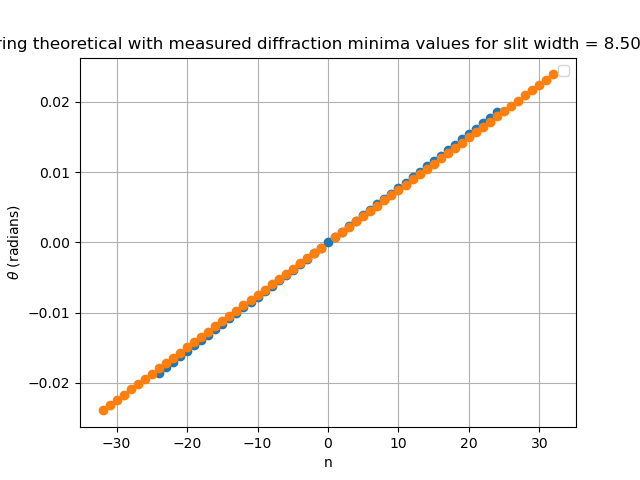 ring theoretical with measured diffraction minima values for slit width = 8.50
0.02
0.01
0.00
−0.01
−0.02
θ (radians)
−30 −20 −10 0 10 20 30
n